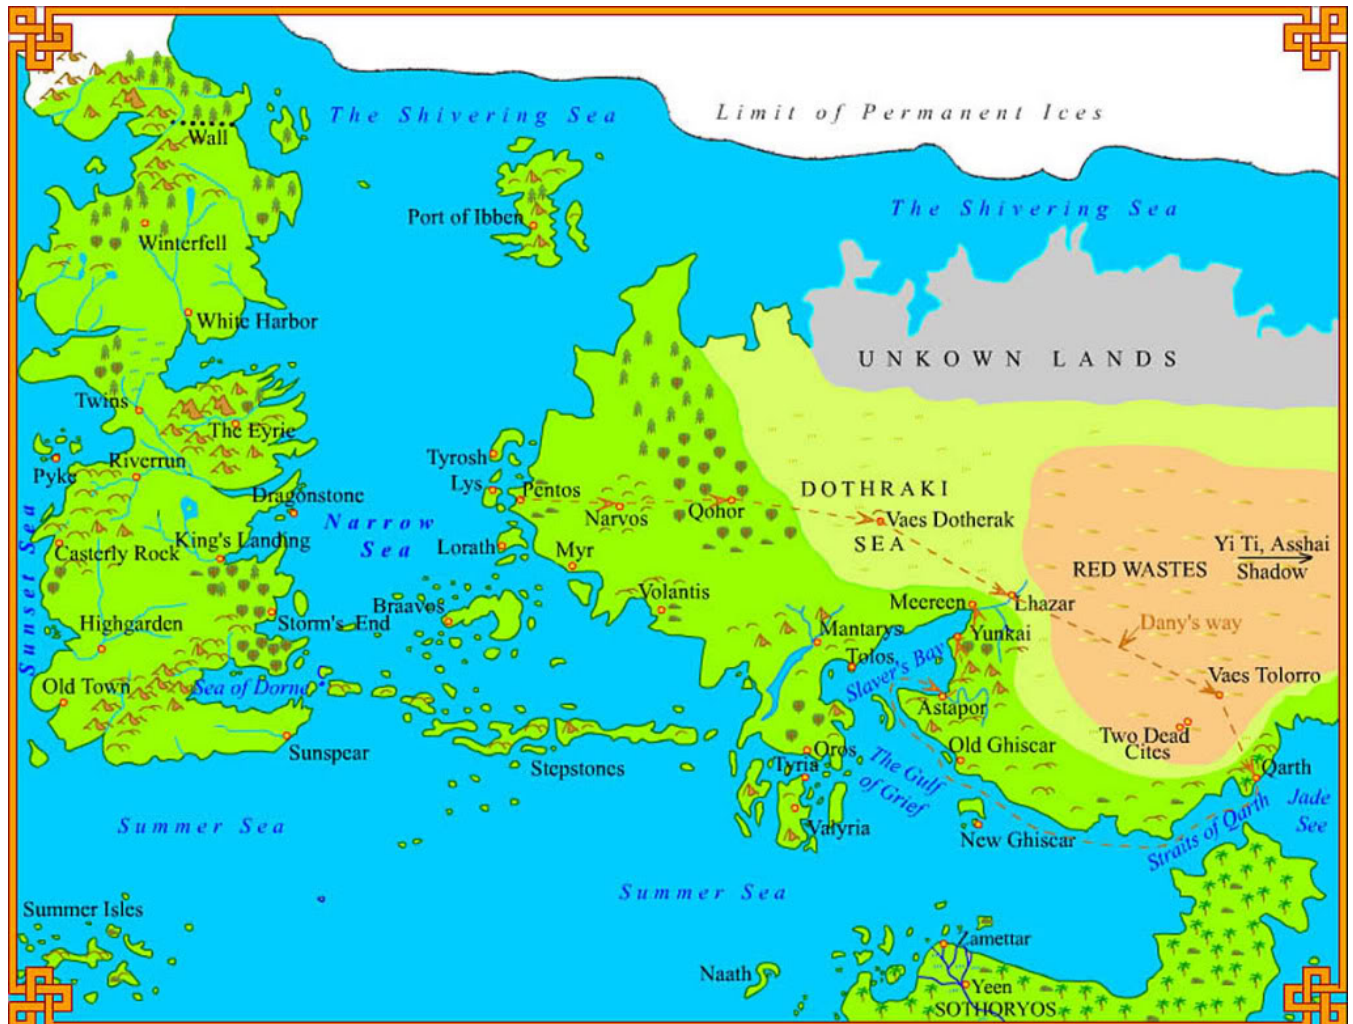 The Shivering Sea
Limit of Permanent Ices
Wall
The Shivering Sea
Port of Ibben
Winterfell
White Harbor
UNKOWN LANDS
Twins
The Eyrie
Tyrosh
Riverrun
Pyke
Lys
Pentos
DOTHRAKI
Dragonstone
Narvos
Qohor
Vaes Dotherak
Narrow
Sea
SEA
King's Landing
Casterly Rock
Lorath
Myr
Yi Ti, Asshai
Shadow
RED WASTES
Sunset Sea
Volantis
Meereen
Lhazar
Braavos
Storm's End
Highgarden
Mantarys
Yunkai
Dany's way
Tolos
Slaver's Bay
Vaes Tolorro
Old Town
Sea of Dorne
Astapor
Two Dead
Cites
Sunspear
Stepstones
Oros
Old Ghiscar
Tyria
The Gulf
of Grief
Qarth
Jade
See
Summer Sea
Valyria
New Ghiscar
Straits of Qarth
Summer Sea
Summer Isles
Zamettar
Naath
Yeen
SOTHORYOS